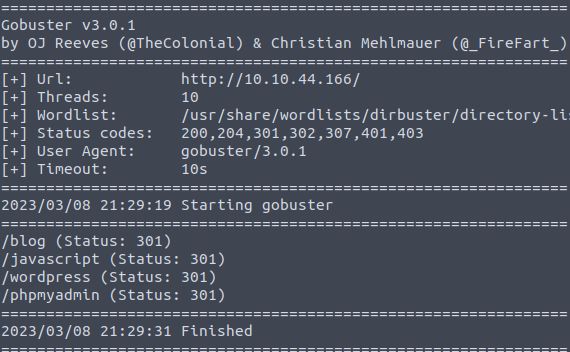 ===============================================================
Gobuster v3.0.1
by OJ Reeves (@TheColonial) & Christian Mehlmauer (@_FireFart_)
===============================================================
[+] Url:            http://10.10.44.166/
[+] Threads:        10
[+] Wordlist:       /usr/share/wordlists/dirbuster/directory-lis
[+] Status codes:   200,204,301,302,307,401,403
[+] User Agent:     gobuster/3.0.1
[+] Timeout:        10s
===============================================================
2023/03/08 21:29:19 Starting gobuster
===============================================================
/blog (Status: 301)
/javascript (Status: 301)
/wordpress (Status: 301)
/phpmyadmin (Status: 301)
===============================================================
2023/03/08 21:29:31 Finished
===============================================================